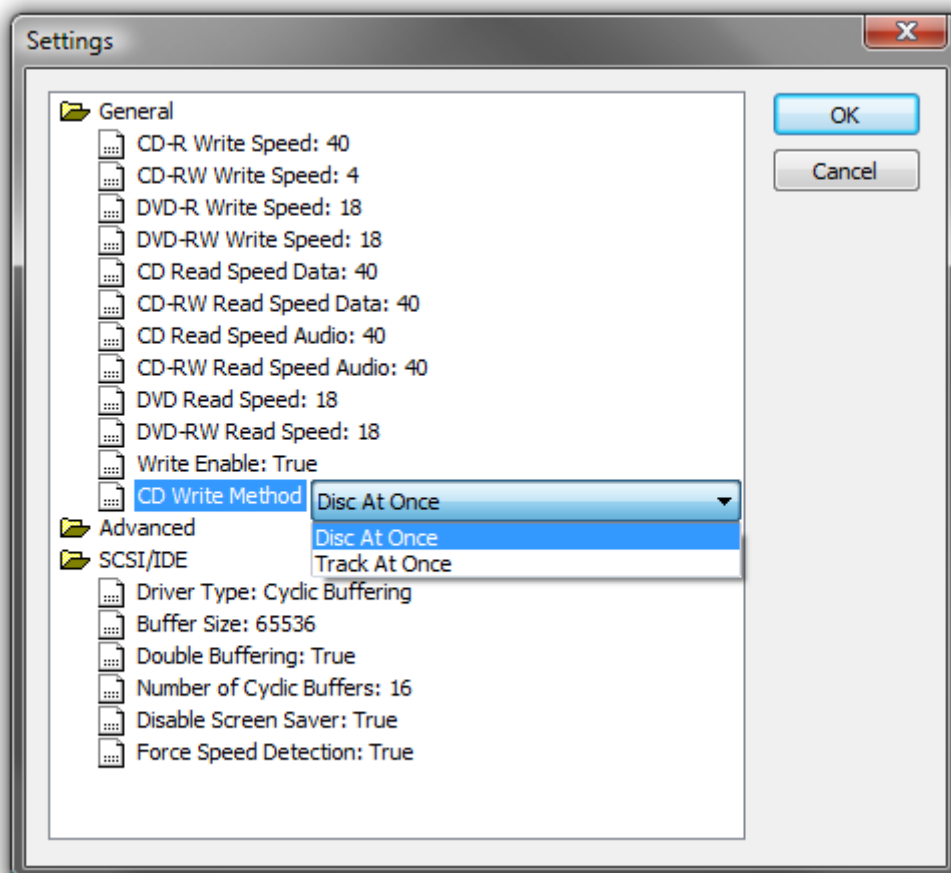 Settings
General
OK
CD-R Write Speed: 40
CD-RW Write Speed: 4
Cancel
DVD-R Write Speed: 18
DVD-RW Write Speed: 18
CD Read Speed Data: 40
CD-RW Read Speed Data: 40
CD Read Speed Audio: 40
CD-RW Read Speed Audio: 40
DVD Read Speed: 18
DVD-RW Read Speed: 18
Write Enable: True
CD Write Method Disc At Once
Advanced
Disc At Once
SCSI/IDE
Track At Once
Driver Type: Cyclic Buffering
Buffer Size: 65536
Double Buffering: True
Number of Cyclic Buffers: 16
Disable Screen Saver: True
Force Speed Detection: True